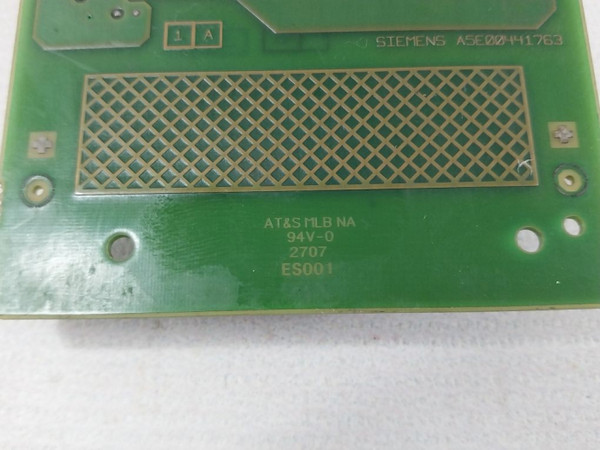 1 A
SIEMENS A5E00441763
AT&S MLB NA
94V-0
2707
ES001